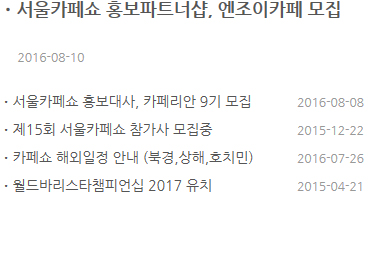 · 서울카페쇼 홍보파트너샵, 엔조이카페 모집
2016-08-10
· 서울카페쇼 홍보대사, 카페리안 9기 모집 2016-08-08
· 제15회 서울카페쇼 참가사 모집중 2015-12-22
· 카페쇼 해외일정 안내 (북경,상해,호치민) 2016-07-26
· 월드바리스타챔피언십 2017 유치 2015-04-21